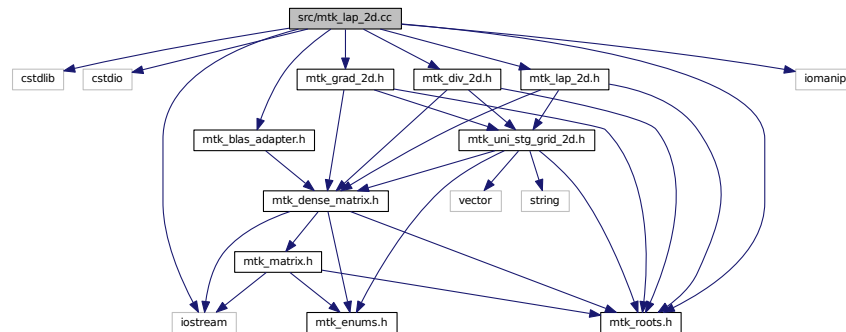 src/mtk_lap_2d.cc
cstdlib
cstdio
mtk_grad_2d.h
mtk_div_2d.h
mtk_lap_2d.h
iomanip
mtk_blas_adapter.h
mtk_uni_stg_grid_2d.h
mtk_dense_matrix.h
vector
string
mtk_matrix.h
iostream
mtk_enums.h
mtk_roots.h